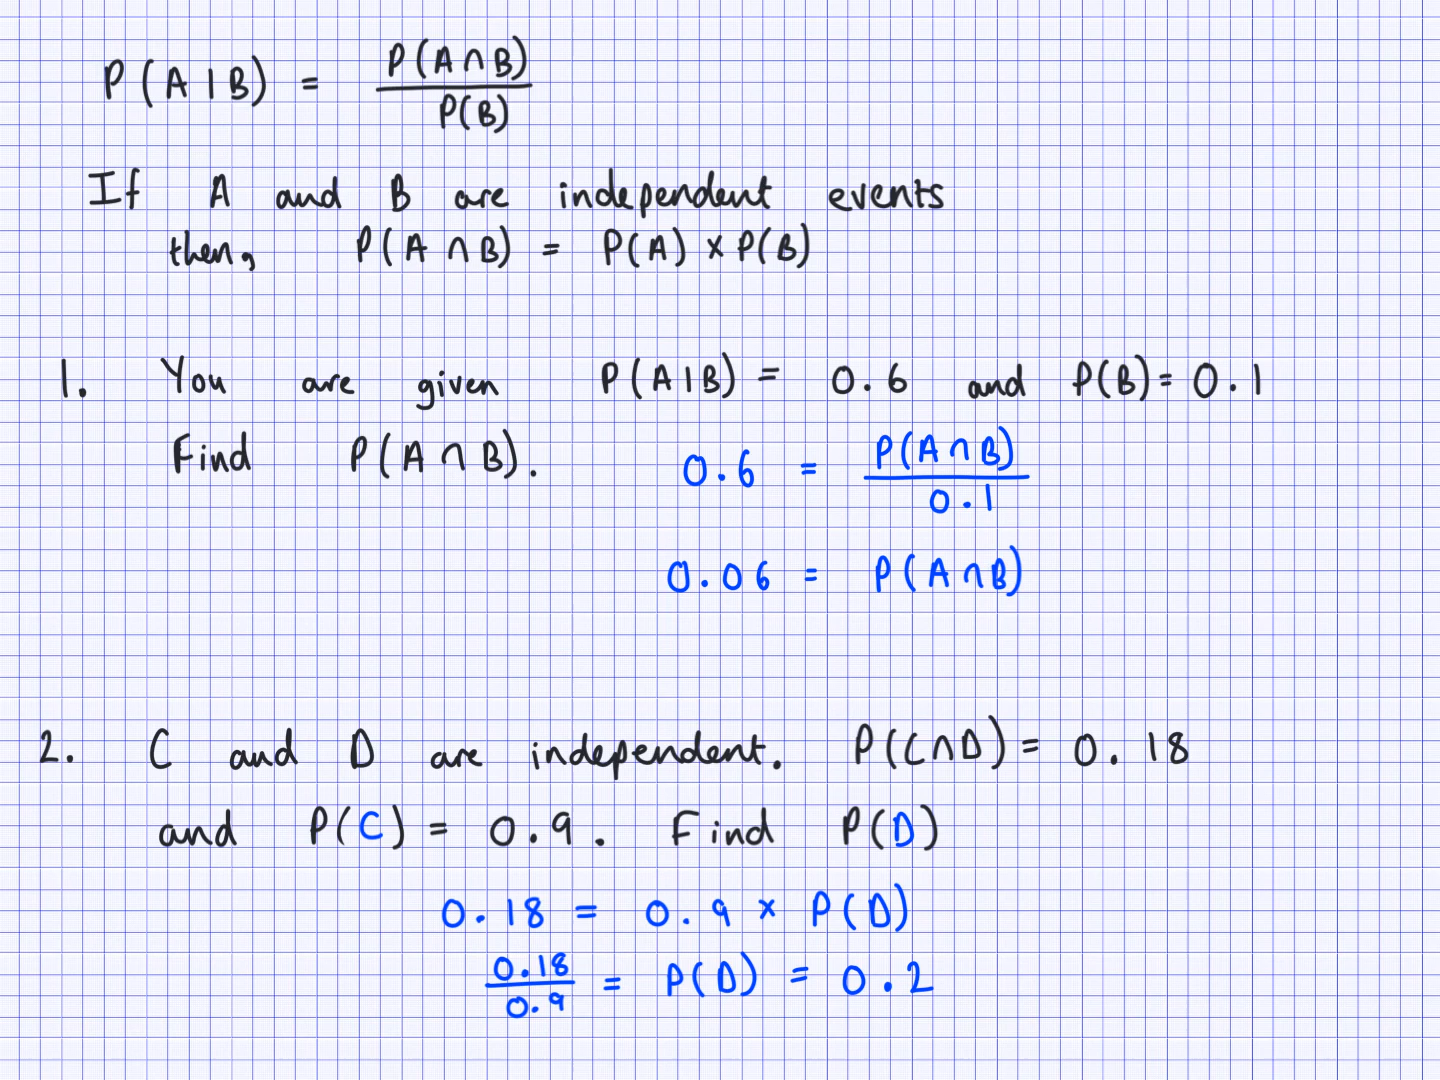 P(A|B) = P(A∩B)/P(B)
If A and B are independent events
then, P(A∩B) = P(A) × P(B)
1. You are given P(A|B) = 0.6 and P(B) = 0.1
Find P(A∩B).
0.6 = P(A∩B)/0.1
0.06 = P(A∩B)
2. C and D are independent. P(C∩D) = 0.18
and P(C) = 0.9. Find P(D)
0.18 = 0.9 × P(D)
0.18/0.9 = P(D) = 0.2